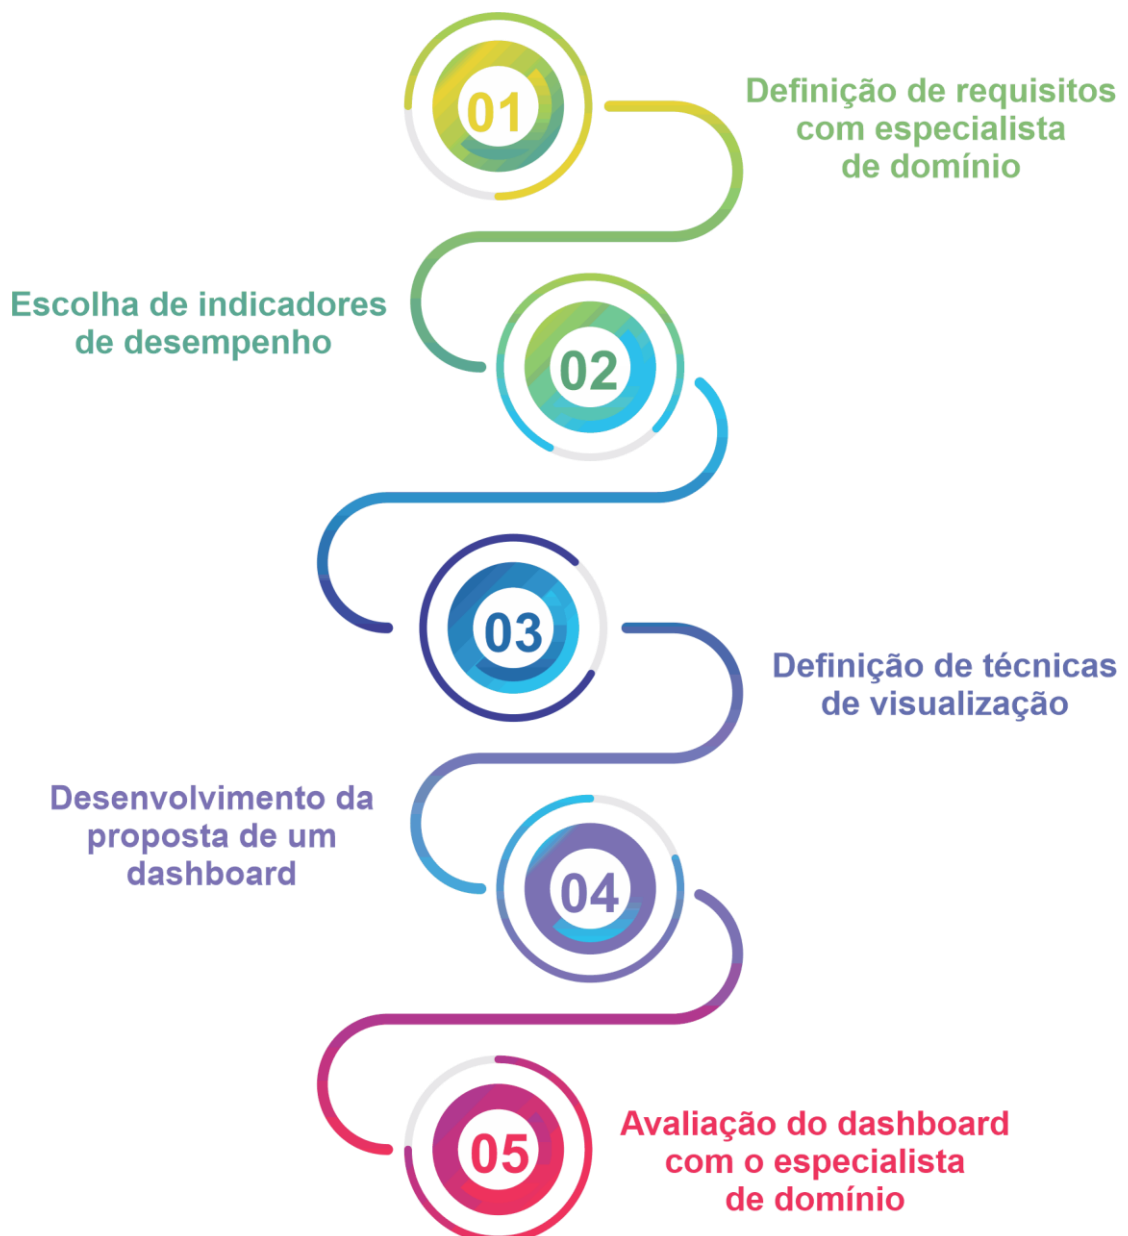 01
Definição de requisitos
com especialista
de domínio
Escolha de indicadores
de desempenho
02
03
Definição de técnicas
de visualização
Desenvolvimento da
proposta de um
dashboard
04
05
Avaliação do dashboard
com o especialista
de domínio